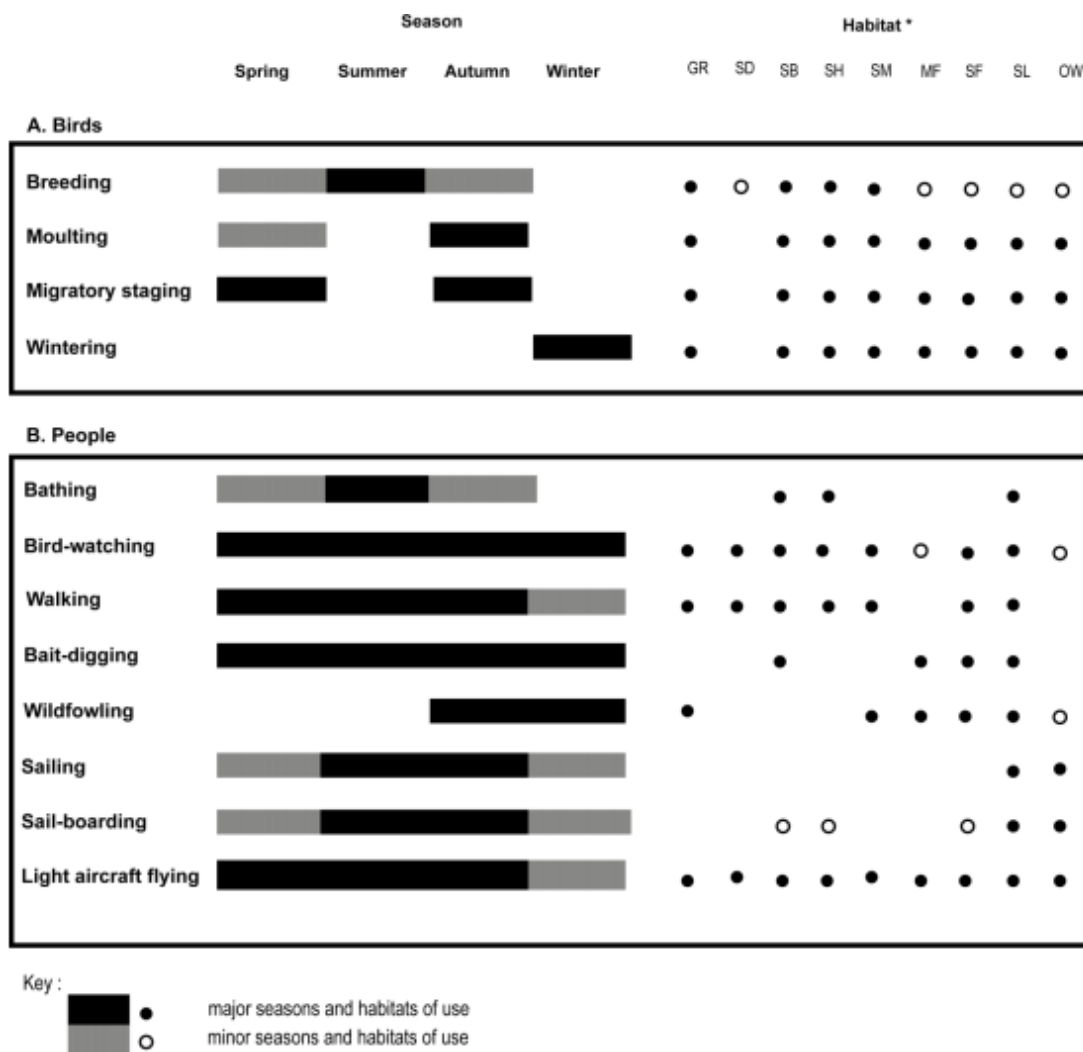 Season
Habitat *
Spring Summer Autumn Winter GR SD SB SH SM MF SF SL OW
A. Birds
Breeding
Moulting
Migratory staging
Wintering
B. People
Bathing
Bird-watching
Walking
Bait-digging
Wildfowling
Sailing
Sail-boarding
Light aircraft flying
Key :
major seasons and habitats of use
minor seasons and habitats of use